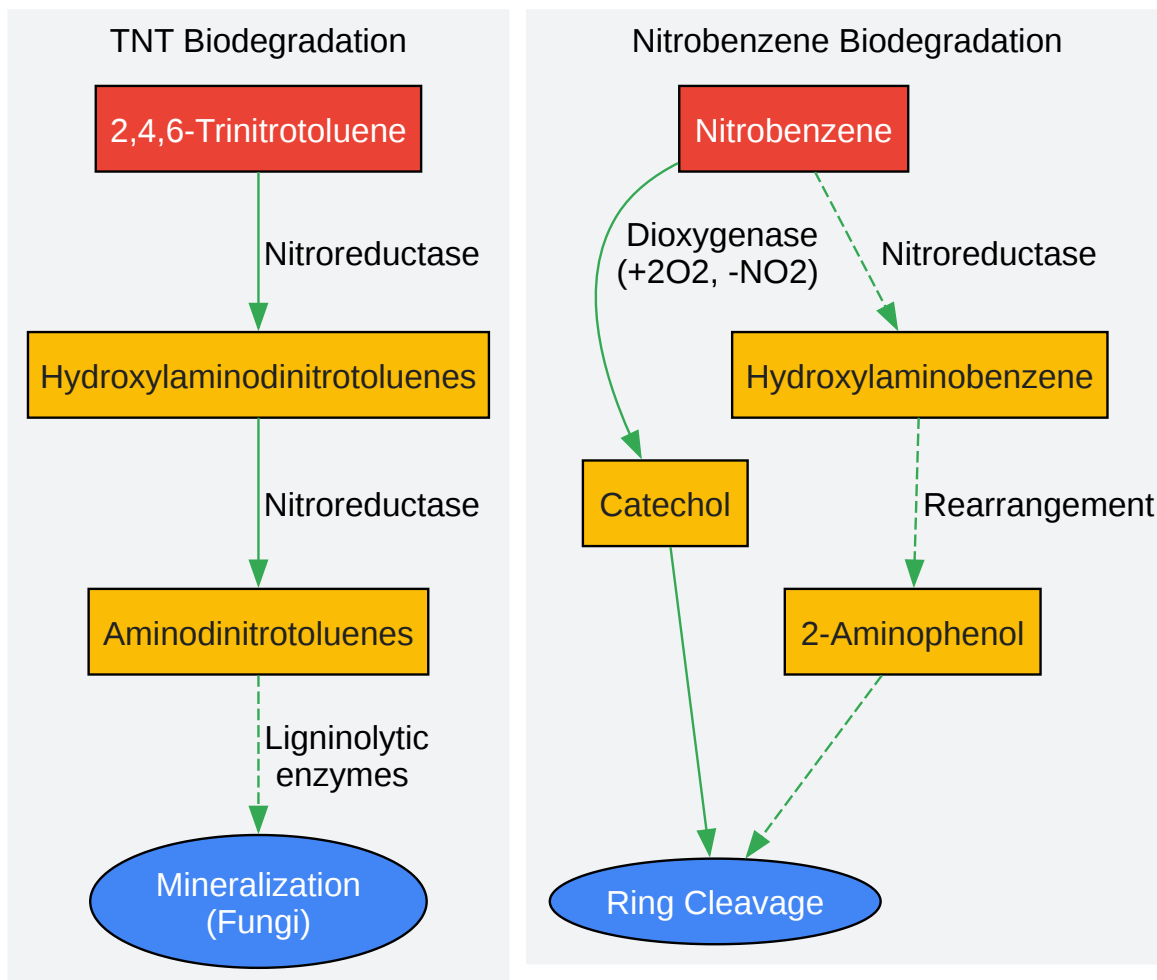 TNT Biodegradation
2,4,6-Trinitrotoluene
Nitroreductase
Hydroxylaminodinitrotoluenes
Nitroreductase
Aminodinitrotoluenes
Ligninolytic
enzymes
Mineralization
(Fungi)
Nitrobenzene Biodegradation
Nitrobenzene
Dioxygenase
(+2O2, -NO2)
Nitroreductase
Hydroxylaminobenzene
Catechol
Rearrangement
2-Aminophenol
Ring Cleavage